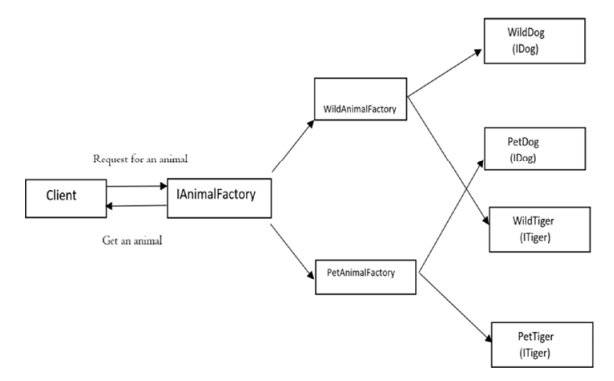 WildDog
(IDog)
WildAnimalFactory
PetDog
(IDog)
Request for an animal
Client
IAnimalFactory
Get an animal
WildTiger
(ITiger)
PetAnimalFactory
PetTiger
(ITiger)